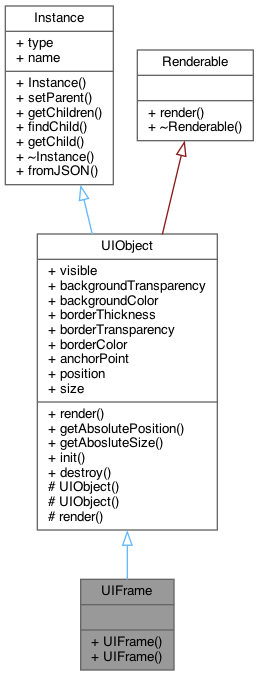 Instance
+ type
+ name
+ Instance()
+ setParent()
+ getChildren()
+ findChild()
+ getChild()
+ ~Instance()
+ fromJSON()
Renderable
+ render()
+ ~Renderable()
UIObject
+ visible
+ backgroundTransparency
+ backgroundColor
+ borderThickness
+ borderTransparency
+ borderColor
+ anchorPoint
+ position
+ size
+ render()
+ getAbsolutePosition()
+ getAbosluteSize()
+ init()
+ destroy()
# UIObject()
# UIObject()
# render()
UIFrame
+ UIFrame()
+ UIFrame()